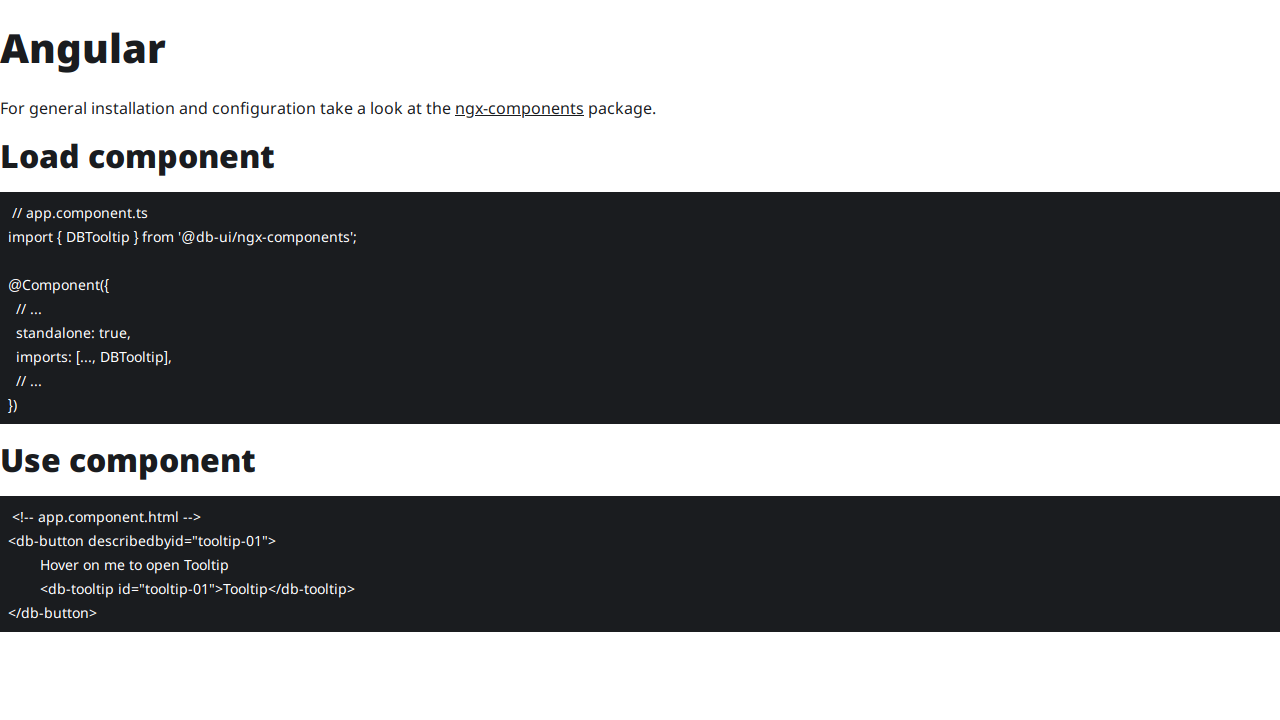 Angular
For general installation and configuration take a look at the ngx-components package.
Load component
// app.component.ts
import { DBTooltip } from '@db-ui/ngx-components';
@Component({
// ...
standalone: true,
imports: [..., DBTooltip],
// ...
})
Use component
<!-- app.component.html -->
<db-button describedbyid="tooltip-01">
Hover on me to open Tooltip
<db-tooltip id="tooltip-01">Tooltip</db-tooltip>
</db-button>